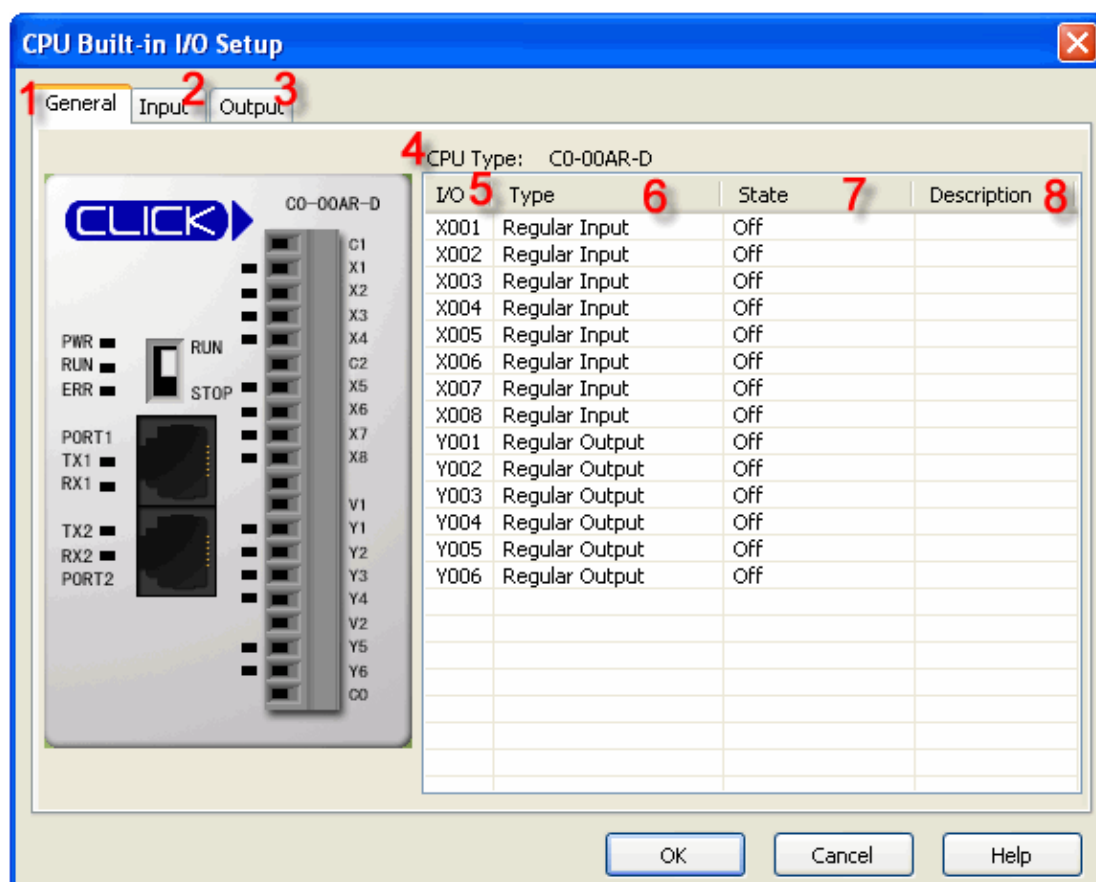 CPU Built-in I/O Setup
1 General Input 2 Output 3
4 CPU Type: C0-00AR-D
CLICK
C0-00AR-D
C1
X1
X2
X3
X4
C2
X5
X6
X7
X8
V1
Y1
Y2
Y3
Y4
V2
Y5
Y6
C0
PWR
RUN
ERR
RUN
STOP
PORT1
TX1
RX1
TX2
RX2
PORT2
I/O 5 Type 6 State 7 Description 8
X001 Regular Input Off
X002 Regular Input Off
X003 Regular Input Off
X004 Regular Input Off
X005 Regular Input Off
X006 Regular Input Off
X007 Regular Input Off
X008 Regular Input Off
Y001 Regular Output Off
Y002 Regular Output Off
Y003 Regular Output Off
Y004 Regular Output Off
Y005 Regular Output Off
Y006 Regular Output Off
OK Cancel Help